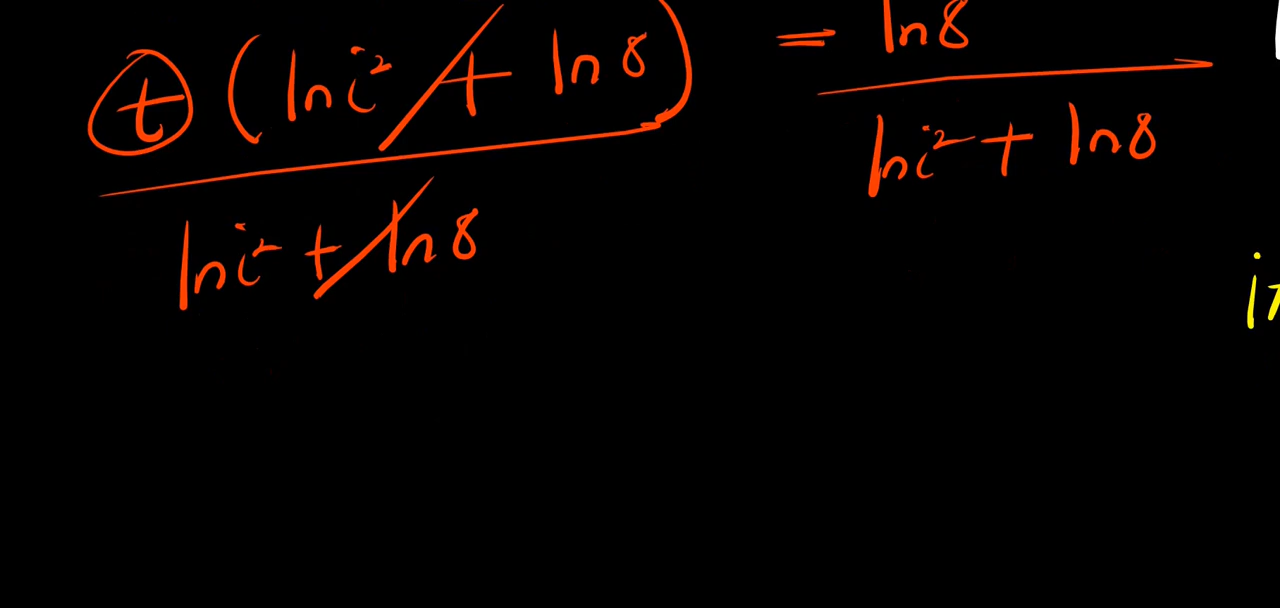 t (ln i² + ln 8) = ln 8
ln i² + ln 8 ln i² + ln 8